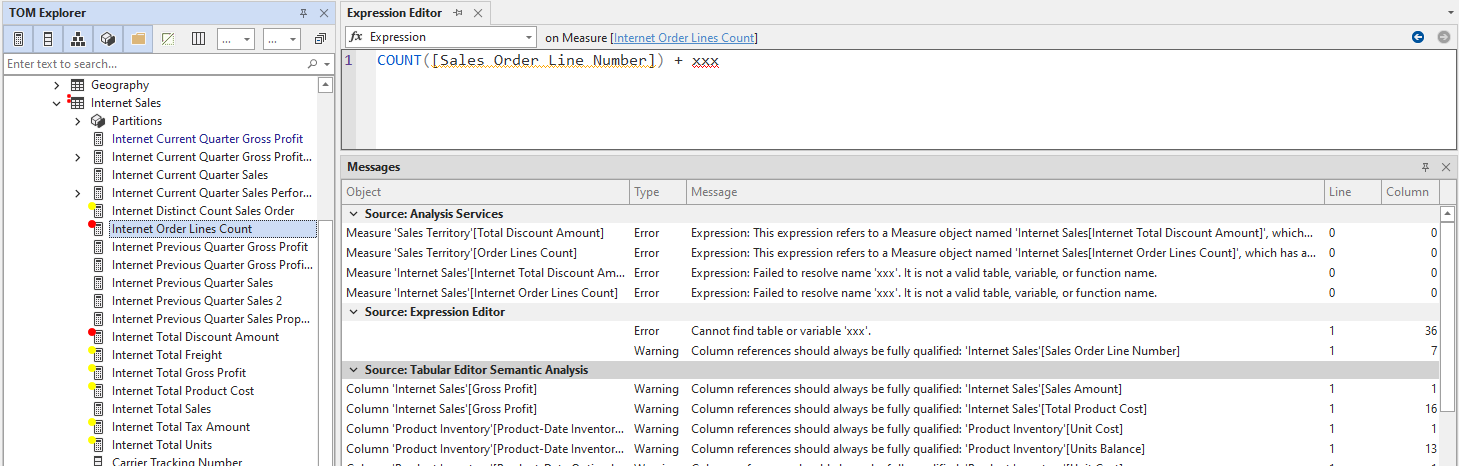 TOM Explorer
... ...
Enter text to search...
Geography
Internet Sales
Partitions
Internet Current Quarter Gross Profit
Internet Current Quarter Gross Profit...
Internet Current Quarter Sales
Internet Current Quarter Sales Perfor...
Internet Distinct Count Sales Order
Internet Order Lines Count
Internet Previous Quarter Gross Profit
Internet Previous Quarter Gross Profi...
Internet Previous Quarter Sales
Internet Previous Quarter Sales 2
Internet Previous Quarter Sales Prop...
Internet Total Discount Amount
Internet Total Freight
Internet Total Gross Profit
Internet Total Product Cost
Internet Total Sales
Internet Total Tax Amount
Internet Total Units
Carrier Tracking Number
Expression Editor
fx Expression on Measure [Internet Order Lines Count]
1 COUNT([Sales Order Line Number]) + xxx
Messages
Object Type Message Line Column
Source: Analysis Services
Measure 'Sales Territory'[Total Discount Amount] Error Expression: This expression refers to a Measure object named 'Internet Sales[Internet Total Discount Amount]', which... 0 0
Measure 'Sales Territory'[Order Lines Count] Error Expression: This expression refers to a Measure object named 'Internet Sales[Internet Order Lines Count]', which has a... 0 0
Measure 'Internet Sales'[Internet Total Discount Am... Error Expression: Failed to resolve name 'xxx'. It is not a valid table, variable, or function name. 0 0
Measure 'Internet Sales'[Internet Order Lines Count] Error Expression: Failed to resolve name 'xxx'. It is not a valid table, variable, or function name. 0 0
Source: Expression Editor
Error Cannot find table or variable 'xxx'. 1 36
Warning Column references should always be fully qualified: 'Internet Sales'[Sales Order Line Number] 1 7
Source: Tabular Editor Semantic Analysis
Column 'Internet Sales'[Gross Profit] Warning Column references should always be fully qualified: 'Internet Sales'[Sales Amount] 1 1
Column 'Internet Sales'[Gross Profit] Warning Column references should always be fully qualified: 'Internet Sales'[Total Product Cost] 1 16
Column 'Product Inventory'[Product-Date Inventor... Warning Column references should always be fully qualified: 'Product Inventory'[Unit Cost] 1 1
Column 'Product Inventory'[Product-Date Inventor... Warning Column references should always be fully qualified: 'Product Inventory'[Units Balance] 1 13